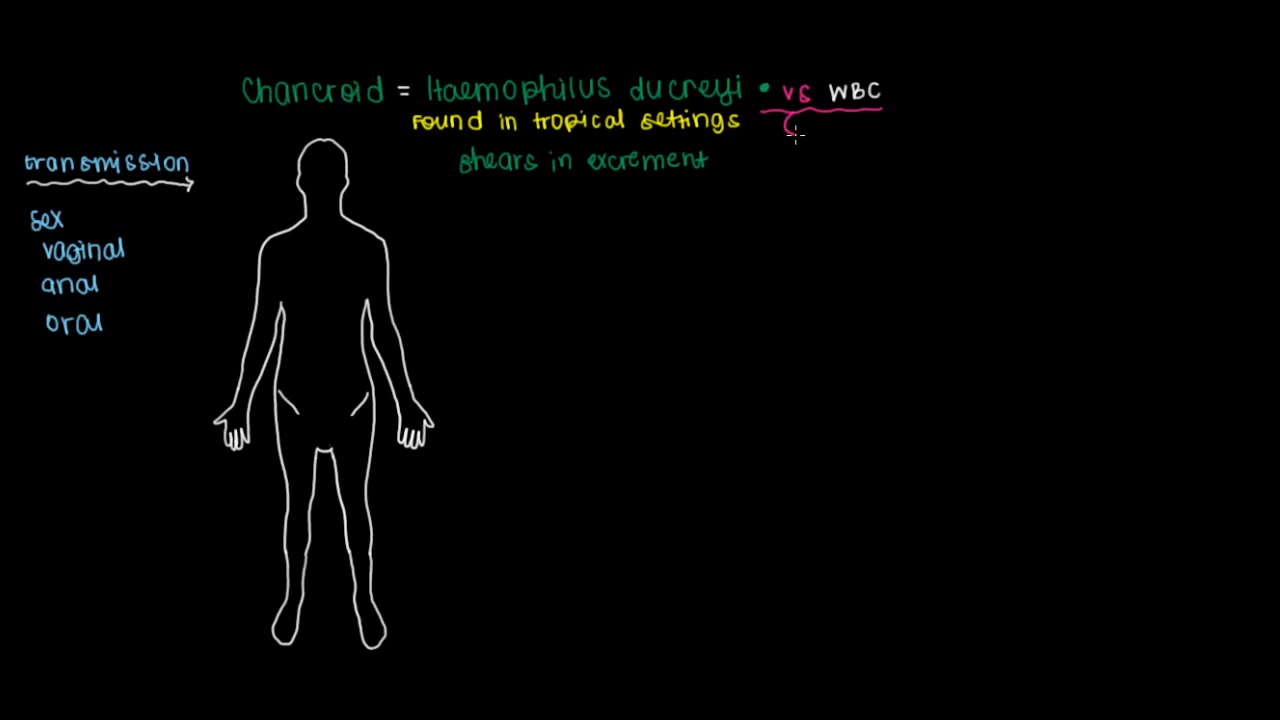 Chancroid = Haemophilus ducreyi • vs WBC
found in tropical settings
shears in excrement
transmission
sex
vaginal
anal
oral